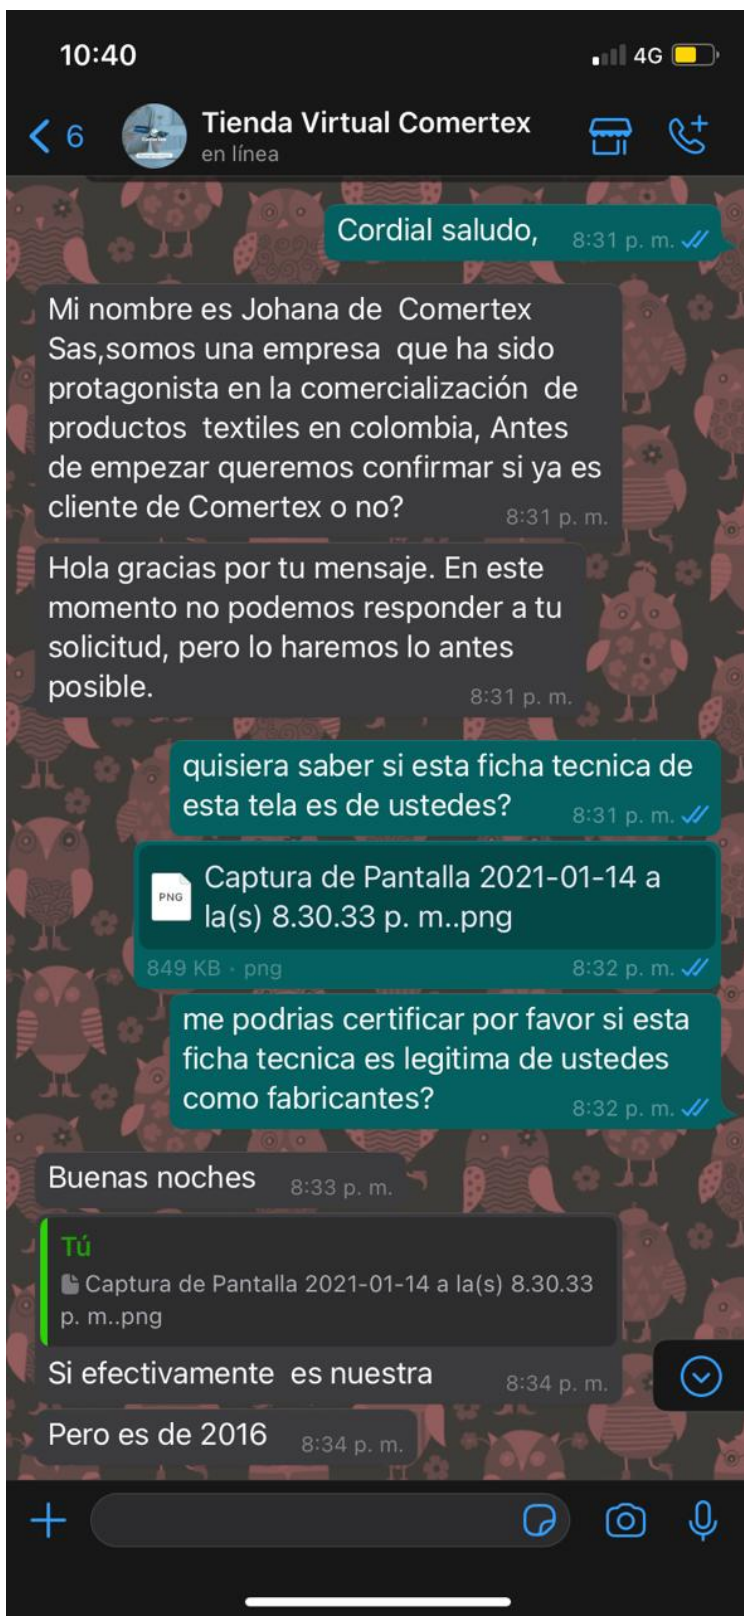 10:40
4G
6
Tienda Virtual Comertex
en línea
Cordial saludo,
8:31 p. m.
Mi nombre es Johana de  Comertex
Sas,somos una empresa  que ha sido
protagonista en la comercialización  de
productos  textiles en colombia, Antes
de empezar queremos confirmar si ya es
cliente de Comertex o no?
8:31 p. m.
Hola gracias por tu mensaje. En este
momento no podemos responder a tu
solicitud, pero lo haremos lo antes
posible.
8:31 p. m.
quisiera saber si esta ficha tecnica de
esta tela es de ustedes?
8:31 p. m.
PNG
Captura de Pantalla 2021-01-14 a
la(s) 8.30.33 p. m..png
849 KB · png
8:32 p. m.
me podrias certificar por favor si esta
ficha tecnica es legitima de ustedes
como fabricantes?
8:32 p. m.
Buenas noches
8:33 p. m.
Tú
Captura de Pantalla 2021-01-14 a la(s) 8.30.33
p. m..png
Si efectivamente  es nuestra
8:34 p. m.
Pero es de 2016
8:34 p. m.